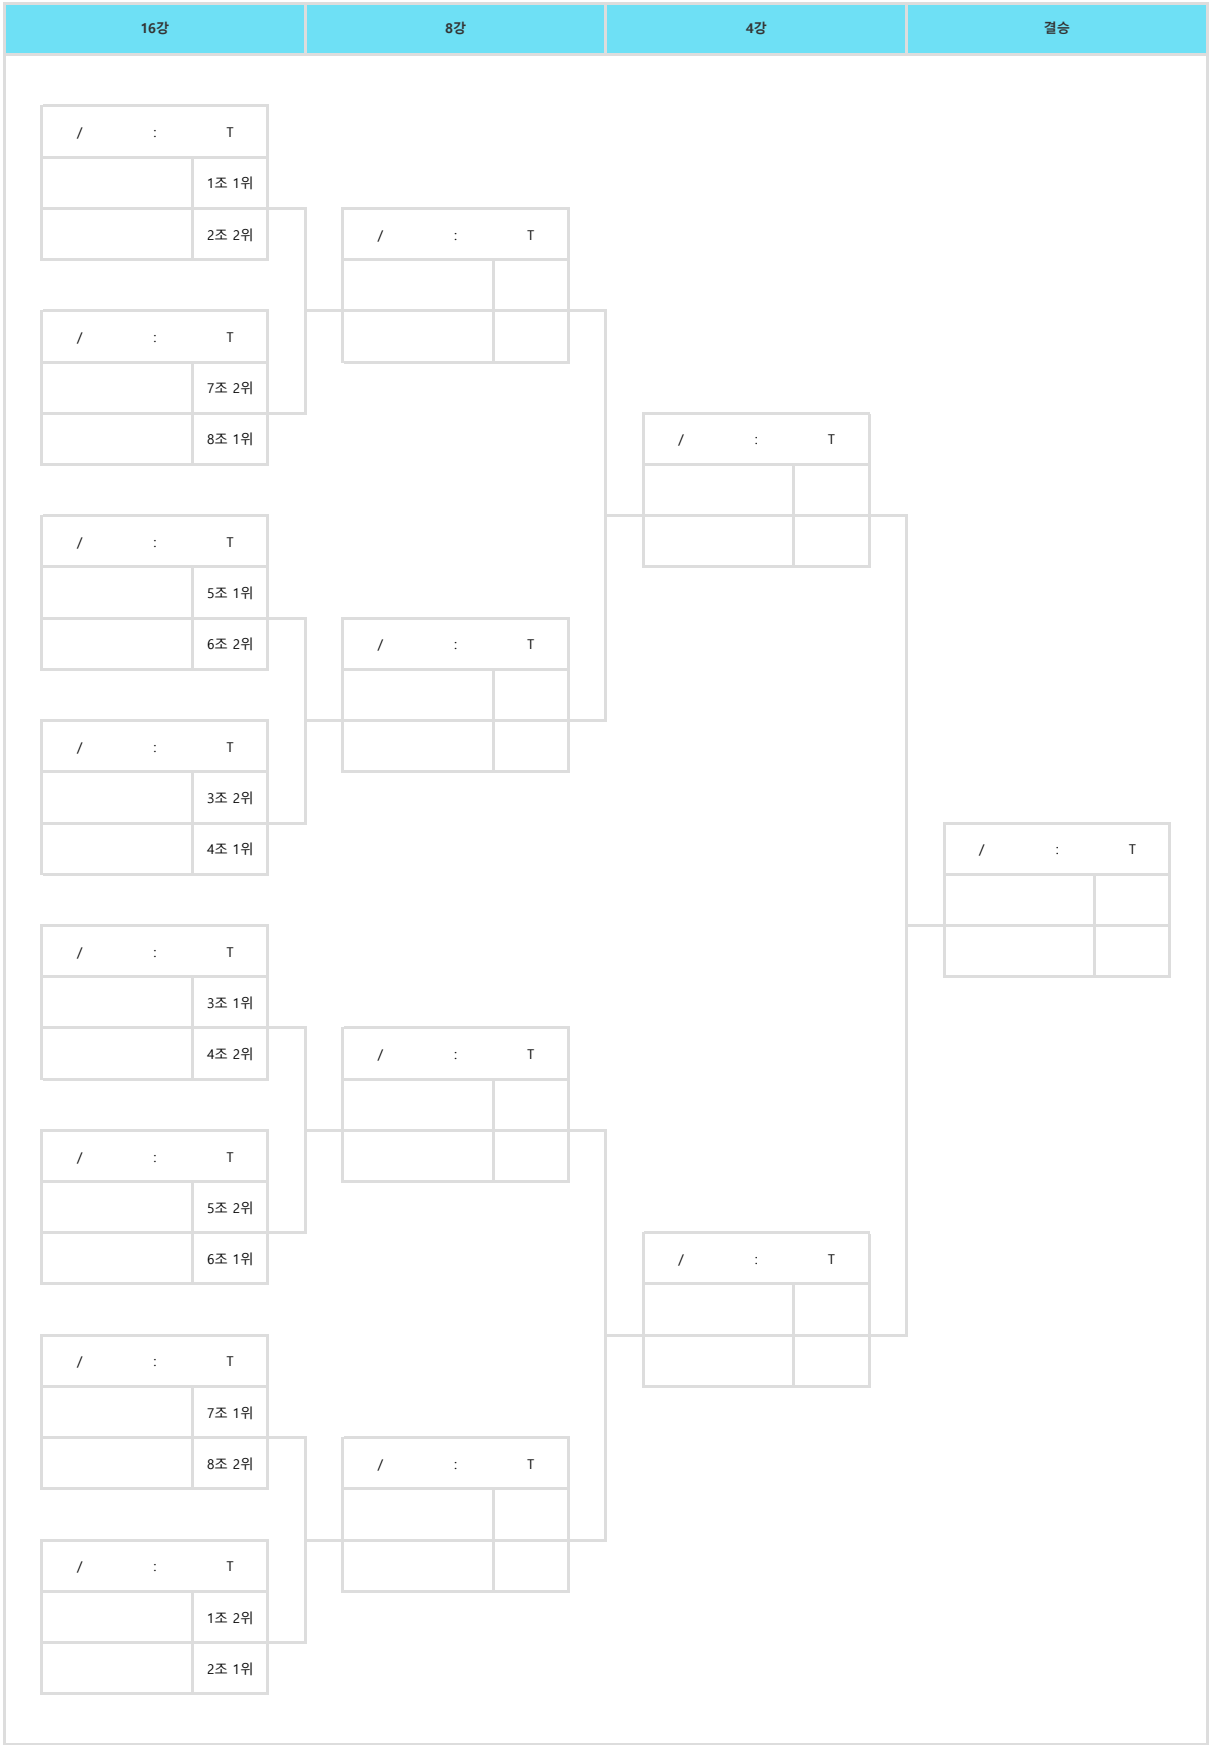 16강 8강 4강 결승
/ : T
1조 1위
2조 2위
/ : T
7조 2위
8조 1위
/ : T
5조 1위
6조 2위
/ : T
3조 2위
4조 1위
/ : T
3조 1위
4조 2위
/ : T
5조 2위
6조 1위
/ : T
7조 1위
8조 2위
/ : T
1조 2위
2조 1위
/ : T
/ : T
/ : T
/ : T
/ : T
/ : T
/ : T